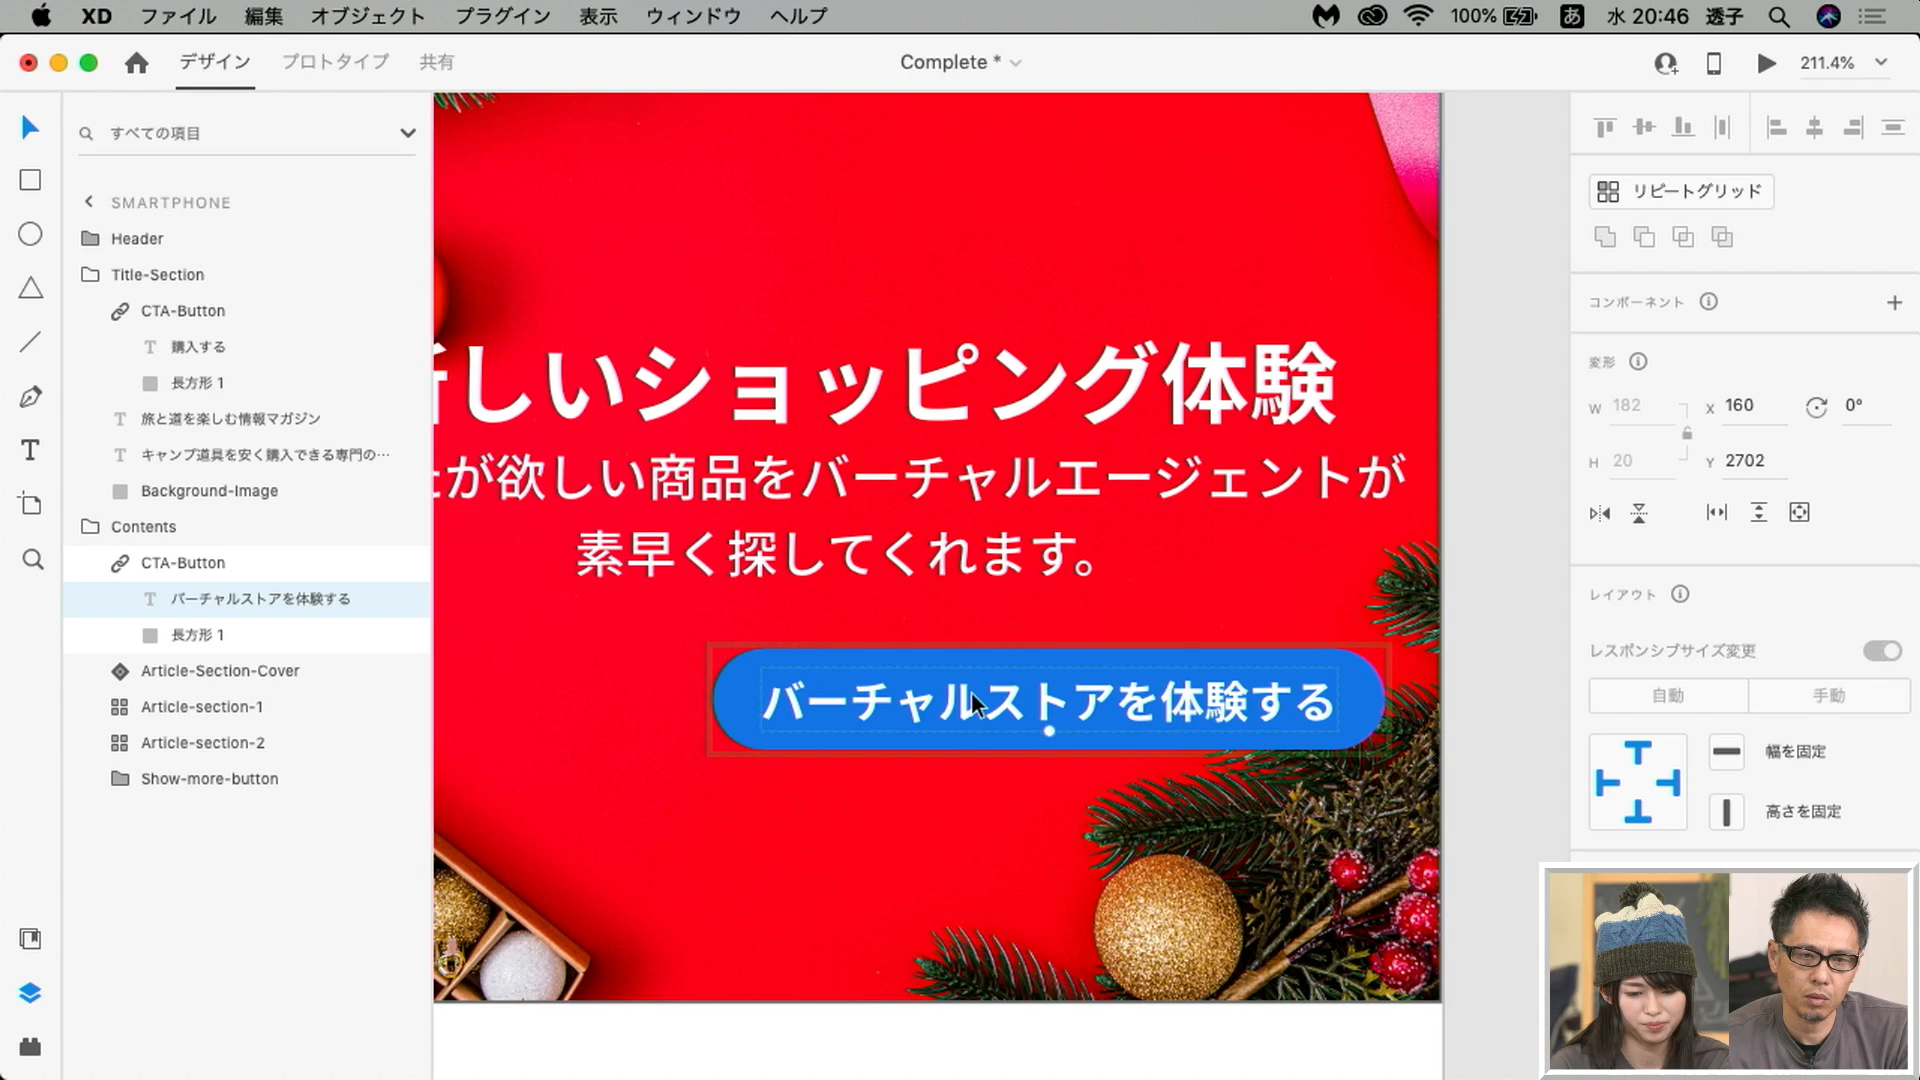 XD ファイル 編集 オブジェクト プラグイン 表示 ウィンドウ ヘルプ 100% あ 水 20:46 透子
デザイン プロトタイプ 共有 Complete * 211.4%
すべての項目
SMARTPHONE
Header
Title-Section
CTA-Button
購入する
長方形 1
旅と道を楽しむ情報マガジン
キャンプ道具を安く購入できる専門の…
Background-Image
Contents
CTA-Button
バーチャルストアを体験する
長方形 1
Article-Section-Cover
Article-section-1
Article-section-2
Show-more-button
しいショッピング体験
が欲しい商品をバーチャルエージェントが
素早く探してくれます。
バーチャルストアを体験する
リピートグリッド
コンポーネント
変形
W 182 X 160 0°
H 20 Y 2702
レイアウト
レスポンシブサイズ変更
自動 手動
幅を固定
高さを固定